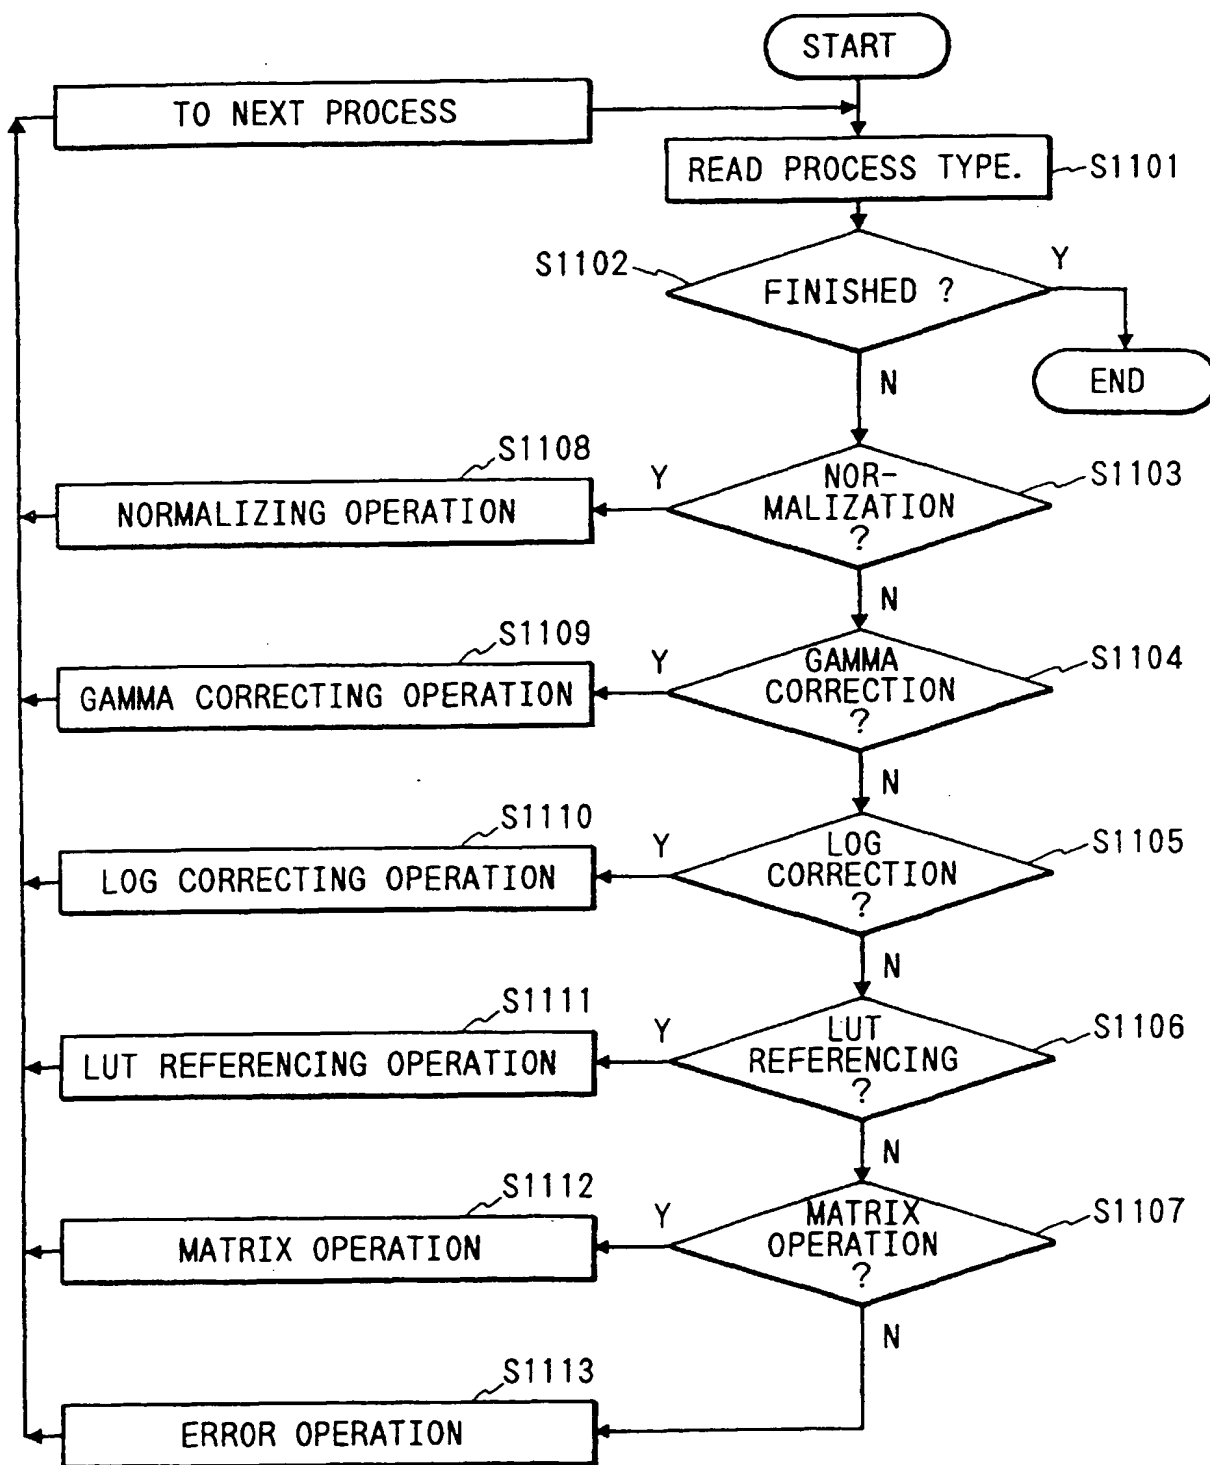 START
TO NEXT PROCESS
READ PROCESS TYPE.
S1101
S1102
FINISHED ?
Y
END
N
S1108
NORMALIZING OPERATION
Y
NOR-
MALIZATION
?
S1103
N
S1109
GAMMA CORRECTING OPERATION
Y
GAMMA
CORRECTION
?
S1104
N
S1110
LOG CORRECTING OPERATION
Y
LOG
CORRECTION
?
S1105
N
S1111
LUT REFERENCING OPERATION
Y
LUT
REFERENCING
?
S1106
N
S1112
MATRIX OPERATION
Y
MATRIX
OPERATION
?
S1107
N
S1113
ERROR OPERATION